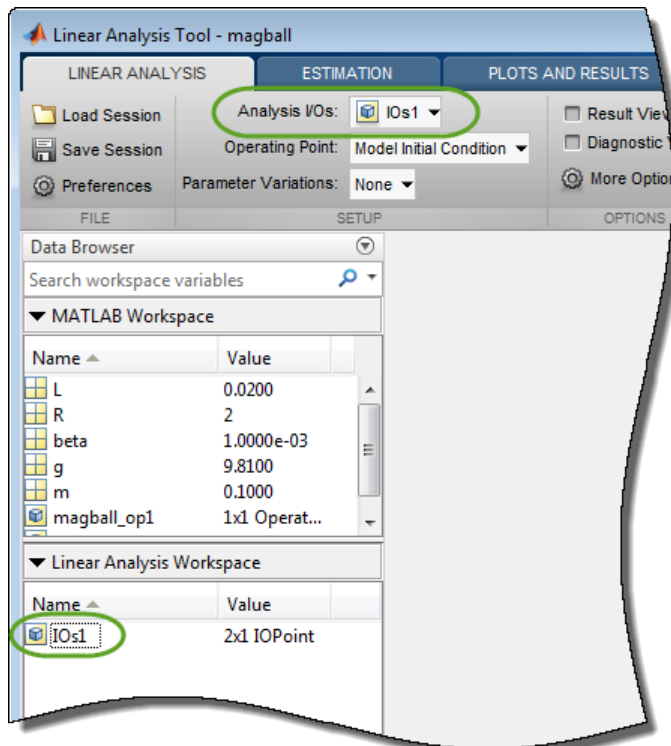 Linear Analysis Tool - magball
LINEAR ANALYSIS ESTIMATION PLOTS AND RESULTS
Load Session Analysis I/Os: IOs1 Result View
Save Session Operating Point: Model Initial Condition Diagnostic
Preferences Parameter Variations: None More Option
FILE SETUP OPTIONS
Data Browser
Search workspace variables
MATLAB Workspace
Name Value
L 0.0200
R 2
beta 1.0000e-03
g 9.8100
m 0.1000
magball_op1 1x1 Operat...
Linear Analysis Workspace
Name Value
IOs1 2x1 IOPoint